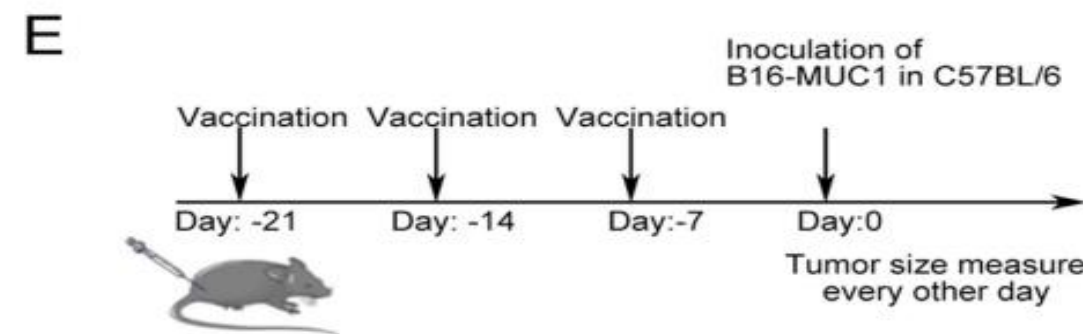 E
Inoculation of
B16-MUC1 in C57BL/6
Vaccination Vaccination Vaccination
Day: -21 Day: -14 Day:-7 Day:0
Tumor size measure
every other day